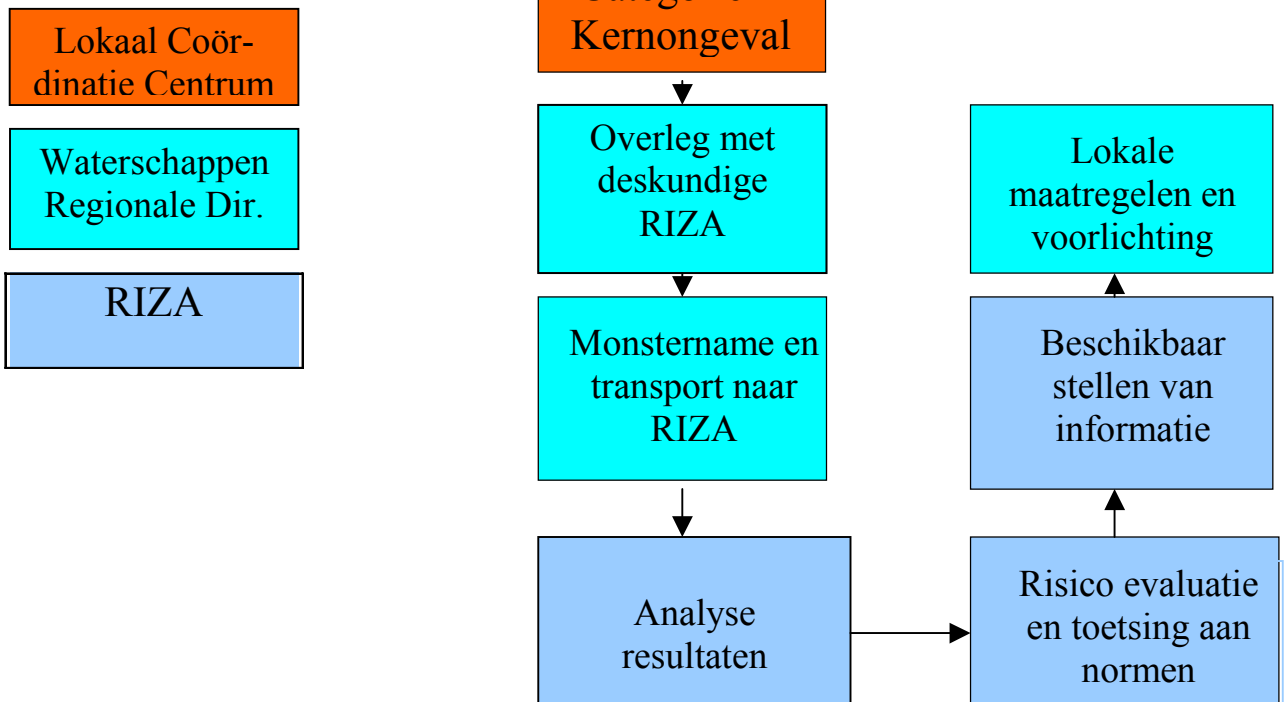 Lokaal Coör-
dinatie Centrum
Waterschappen
Regionale Dir.
RIZA
Kernongeval
Overleg met
deskundige
RIZA
Monstername en
transport naar
RIZA
Analyse
resultaten
Risico evaluatie
en toetsing aan
normen
Beschikbaar
stellen van
informatie
Lokale
maatregelen en
voorlichting